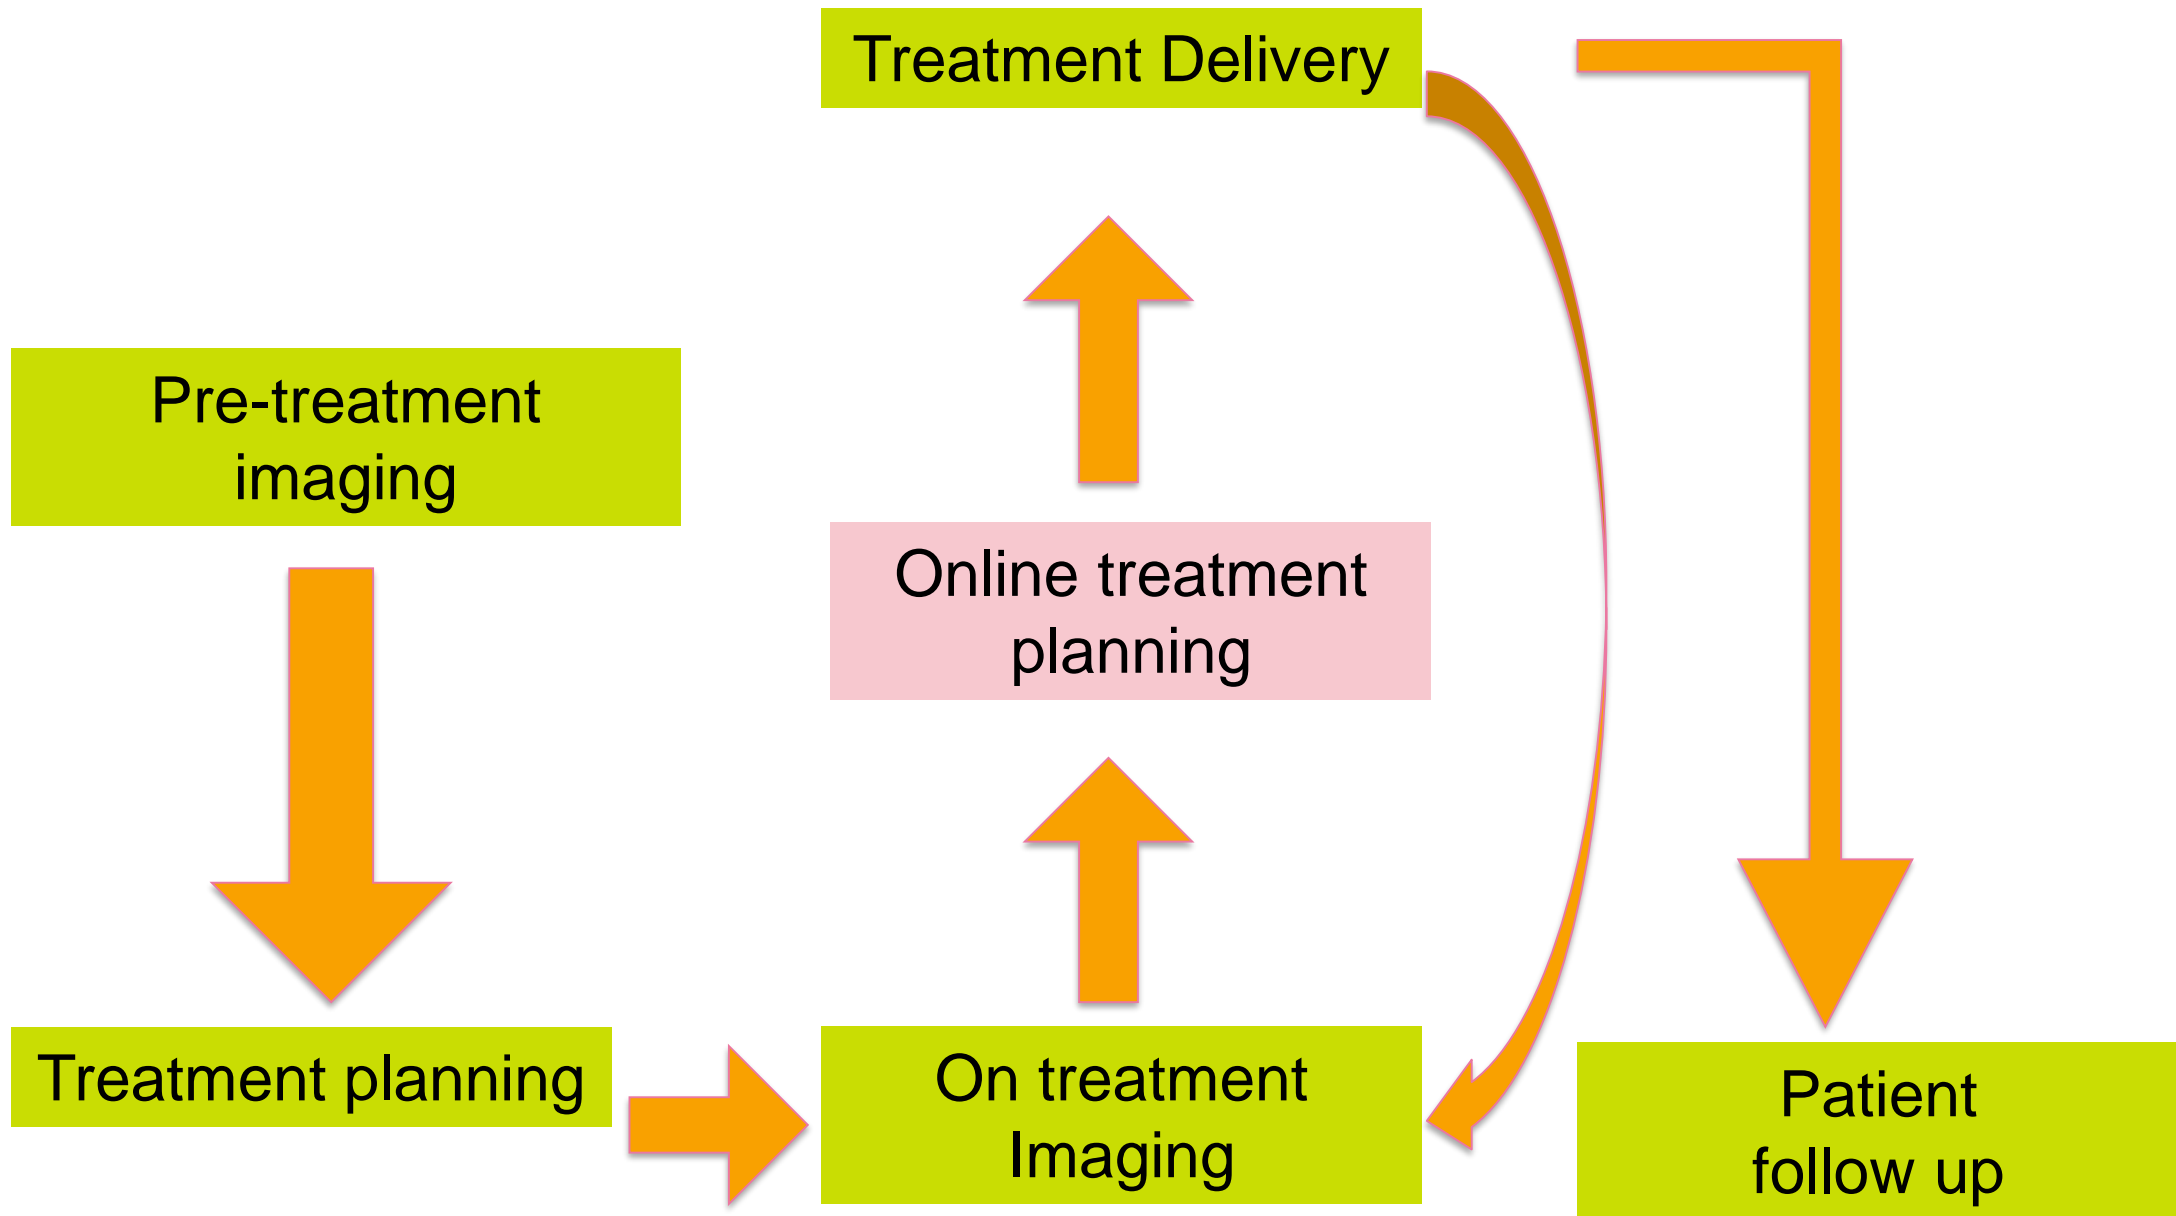 Treatment Delivery
Pre-treatment
imaging
Online treatment
planning
Treatment planning
On treatment
Imaging
Patient
follow up